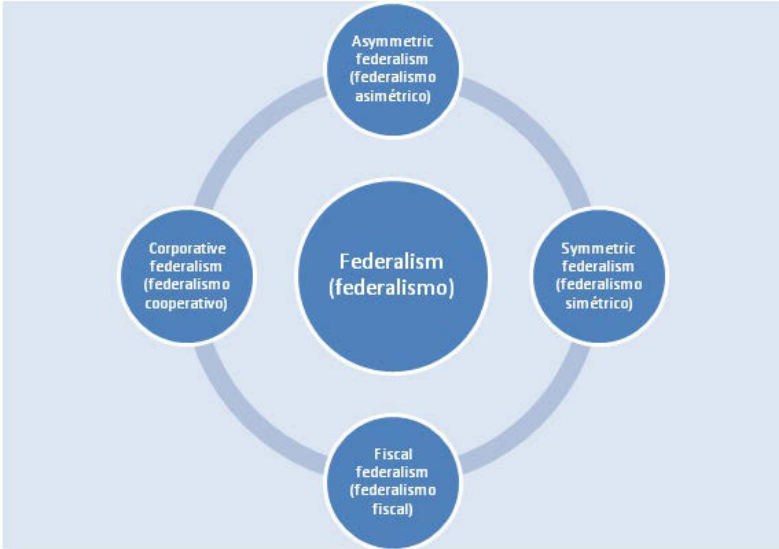 Asymmetric
federalism
(federalismo
asimétrico)
Corporative
federalism
(federalismo
cooperativo)
Federalism
(federalismo)
Symmetric
federalism
(federalismo
simétrico)
Fiscal
federalism
(federalismo
fiscal)